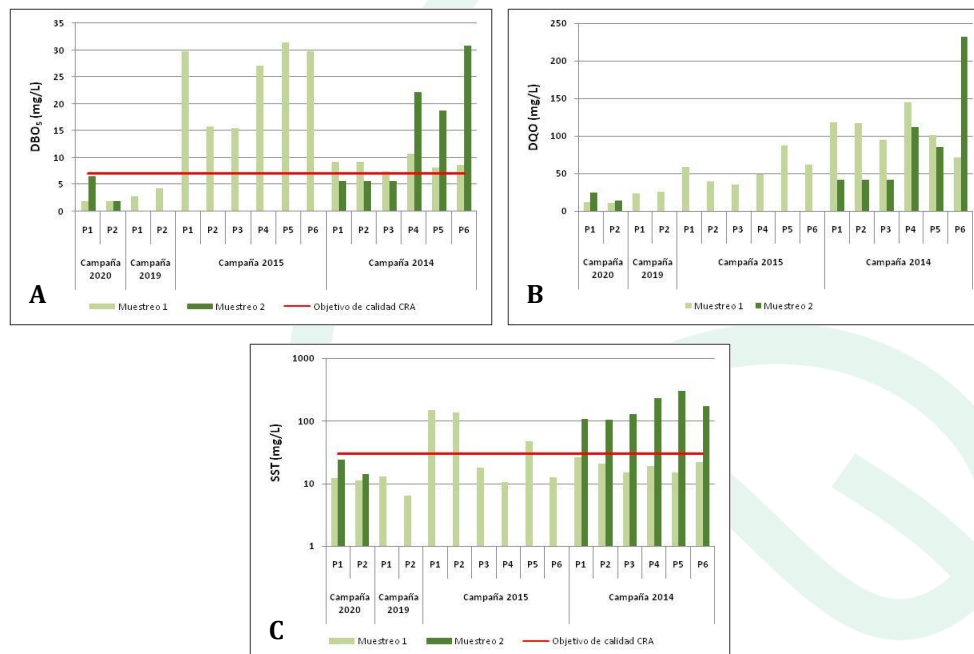 35
30
25
20
15
10
5
0
DBO₅ (mg/L)
P1 P2 P1 P2 P1 P2 P3 P4 P5 P6 P1 P2 P3 P4 P5 P6
Campaña 2020 Campaña 2019 Campaña 2015 Campaña 2014
A
Muestreo 1 Muestreo 2 Objetivo de calidad CRA
250
200
150
100
50
0
DQO (mg/L)
P1 P2 P1 P2 P1 P2 P3 P4 P5 P6 P1 P2 P3 P4 P5 P6
Campaña 2020 Campaña 2019 Campaña 2015 Campaña 2014
B
Muestreo 1 Muestreo 2
1000
100
10
1
SST (mg/L)
P1 P2 P1 P2 P1 P2 P3 P4 P5 P6 P1 P2 P3 P4 P5 P6
Campaña 2020 Campaña 2019 Campaña 2015 Campaña 2014
C
Muestreo 1 Muestreo 2 Objetivo de calidad CRA